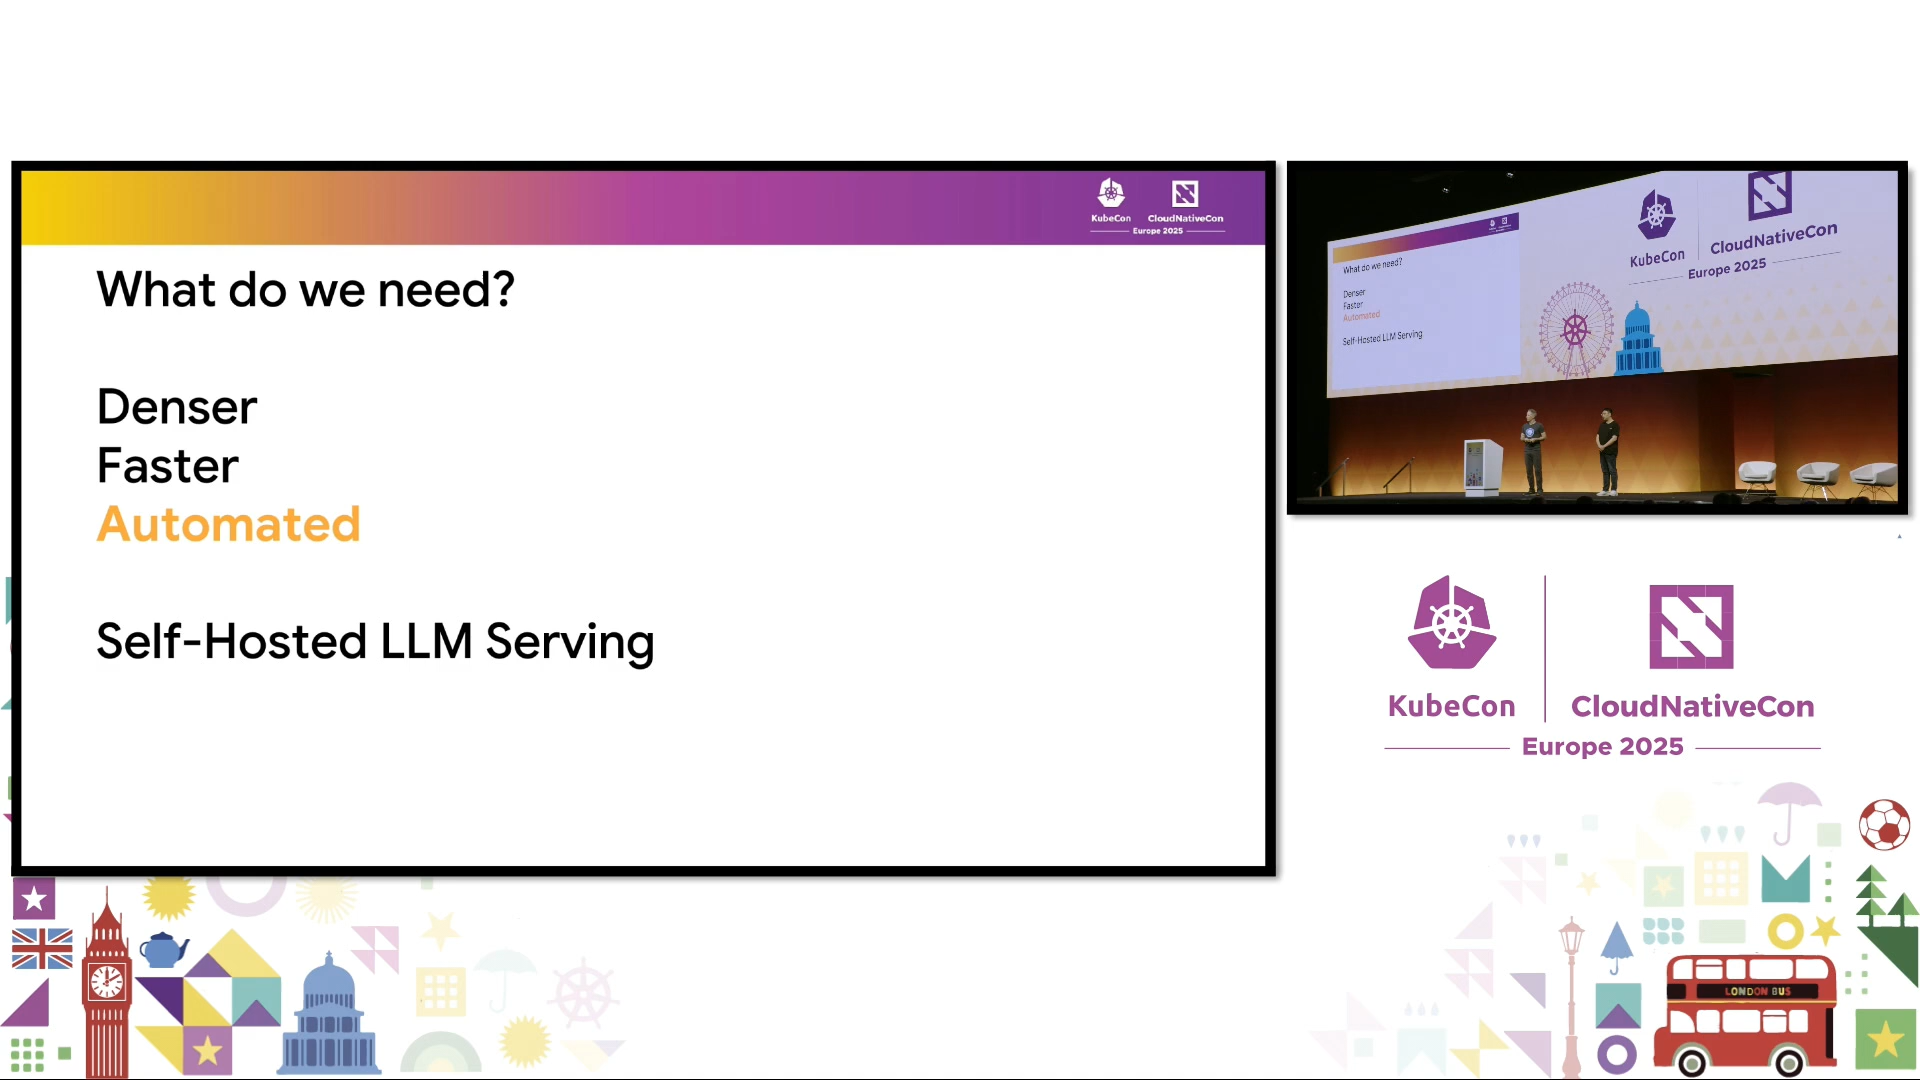 KubeCon
CloudNativeCon
Europe 2025
What do we need?
Denser
Faster
Automated
Self-Hosted LLM Serving
What do we need?
Denser
Faster
Automated
Self-Hosted LLM Serving
KubeCon
CloudNativeCon
Europe 2025
KubeCon
CloudNativeCon
Europe 2025
LONDON BUS